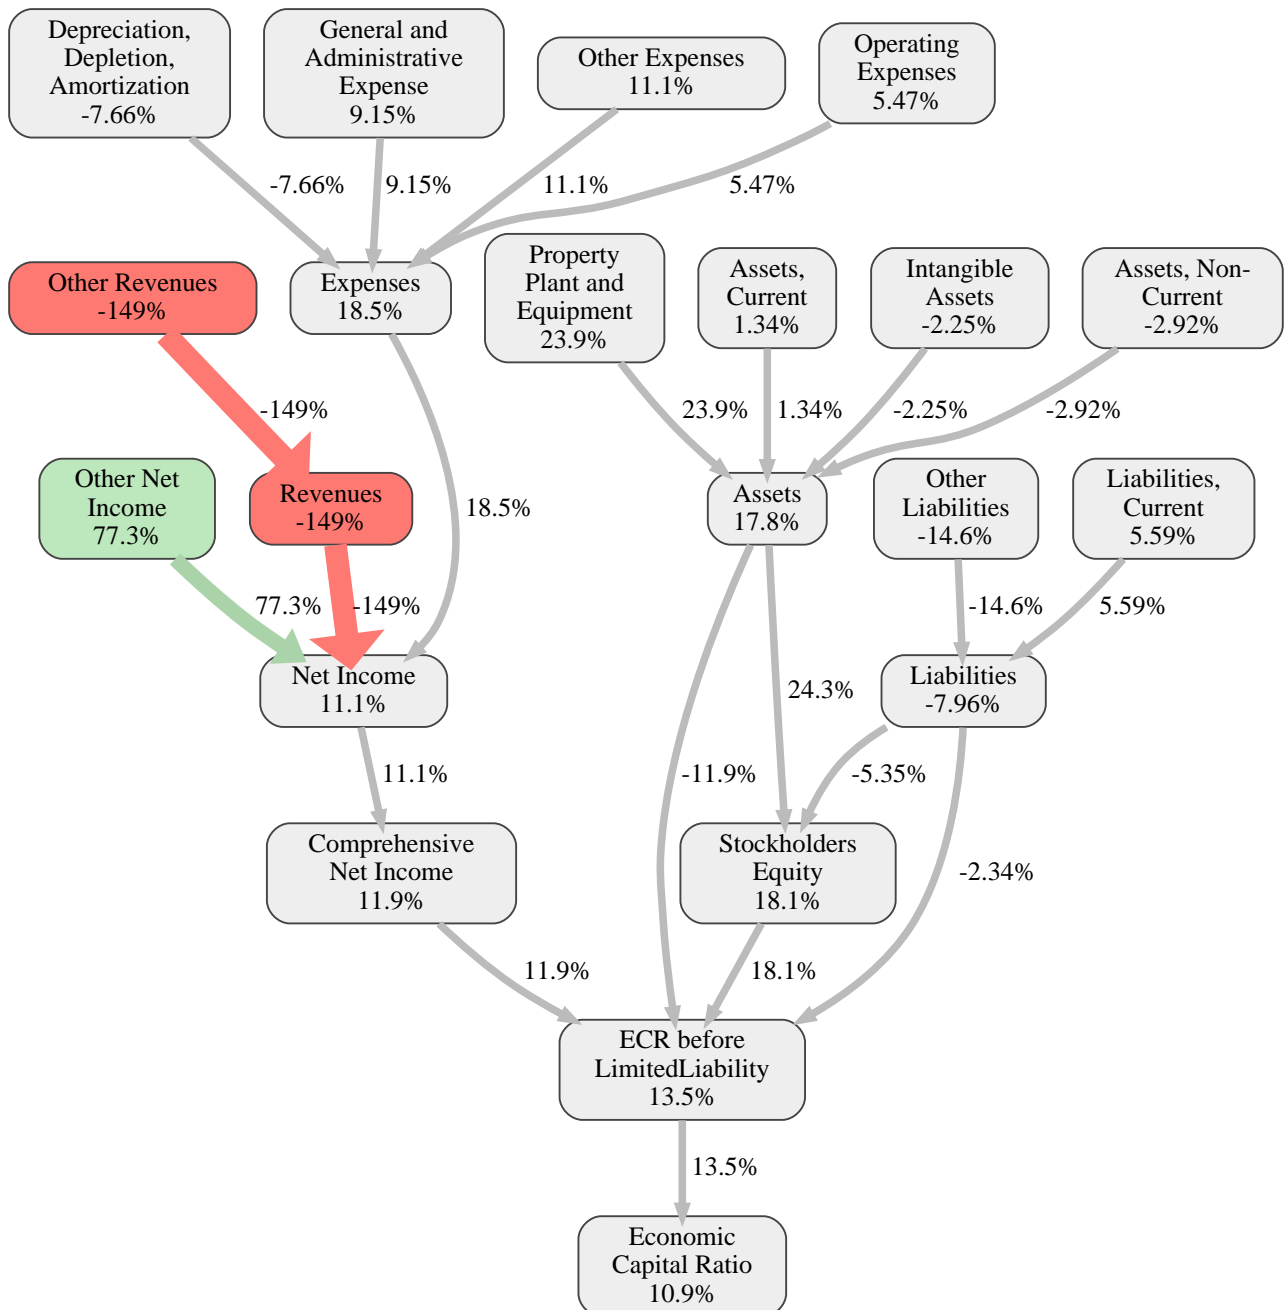 Depreciation,
Depletion,
Amortization
-7.66%
General and
Administrative
Expense
9.15%
Other Expenses
11.1%
Operating
Expenses
5.47%
-7.66%
9.15%
11.1%
5.47%
Other Revenues
-149%
Expenses
18.5%
Property
Plant and
Equipment
23.9%
Assets,
Current
1.34%
Intangible
Assets
-2.25%
Assets, Non-
Current
-2.92%
-149%
23.9%
1.34%
-2.25%
-2.92%
Other Net
Income
77.3%
Revenues
-149%
18.5%
Assets
17.8%
Other
Liabilities
-14.6%
Liabilities,
Current
5.59%
77.3%
-149%
-14.6%
5.59%
Net Income
11.1%
24.3%
Liabilities
-7.96%
11.1%
-11.9%
-5.35%
Comprehensive
Net Income
11.9%
Stockholders
Equity
18.1%
-2.34%
11.9%
18.1%
ECR before
LimitedLiability
13.5%
13.5%
Economic
Capital Ratio
10.9%